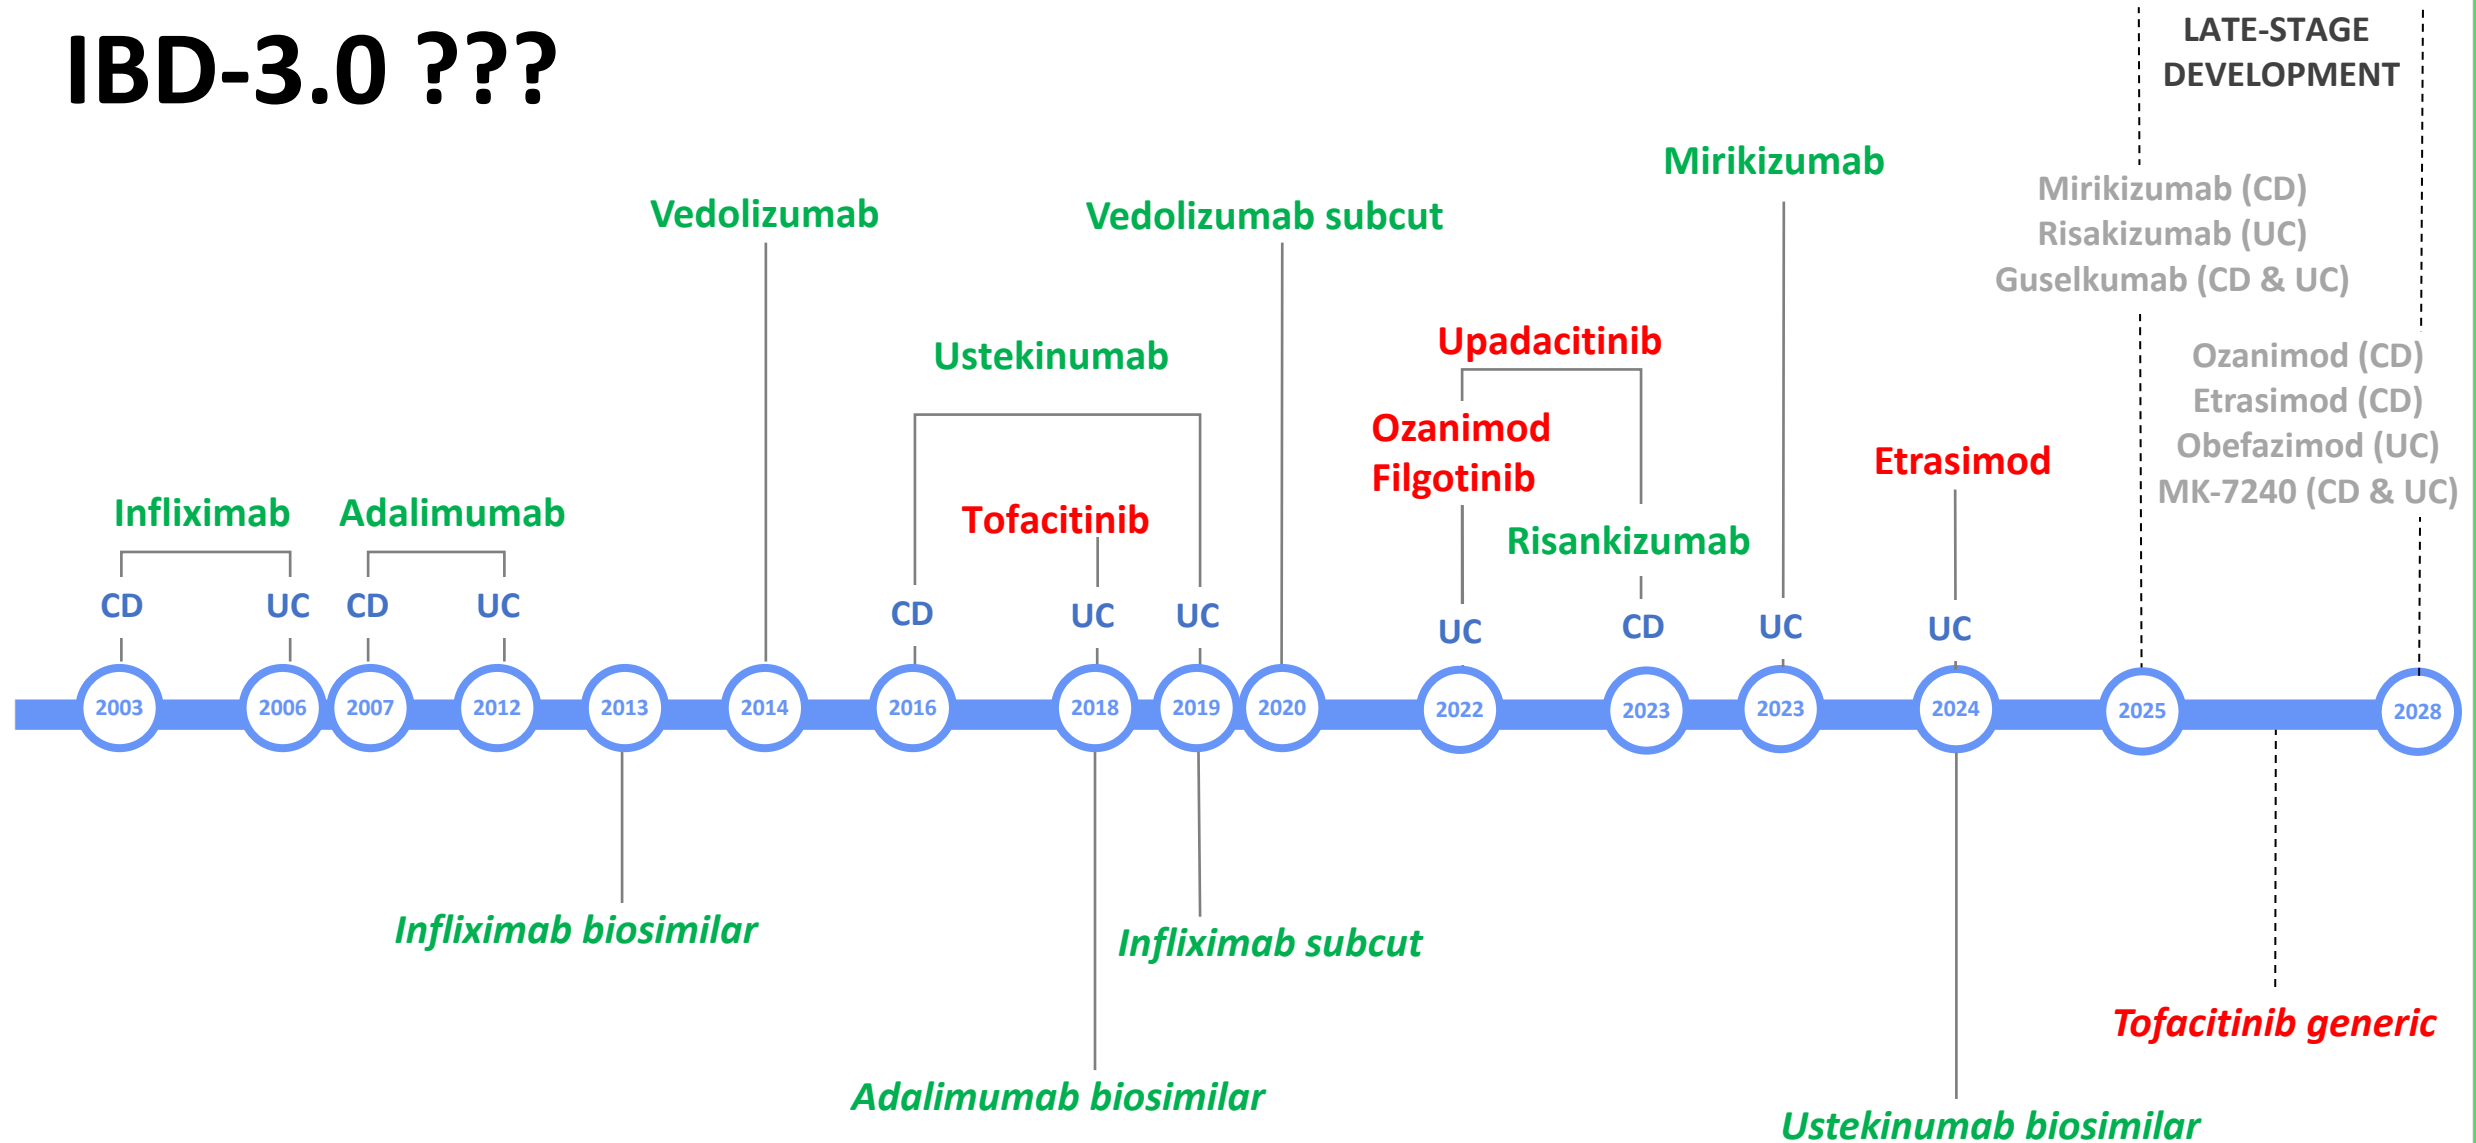 IBD-3.0 ???
LATE-STAGE
DEVELOPMENT
Mirikizumab
Mirikizumab (CD)
Risakizumab (UC)
Guselkumab (CD & UC)
Vedolizumab
Vedolizumab subcut
Ustekinumab
Upadacitinib
Ozanimod (CD)
Etrasimod (CD)
Obefazimod (UC)
MK-7240 (CD & UC)
Ozanimod
Filgotinib
Etrasimod
Infliximab
Adalimumab
Tofacitinib
Risankizumab
CD
UC
CD
UC
CD
UC
UC
UC
CD
UC
UC
2003
2006
2007
2012
2013
2014
2016
2018
2019
2020
2022
2023
2023
2024
2025
2028
Infliximab biosimilar
Infliximab subcut
Tofacitinib generic
Adalimumab biosimilar
Ustekinumab biosimilar